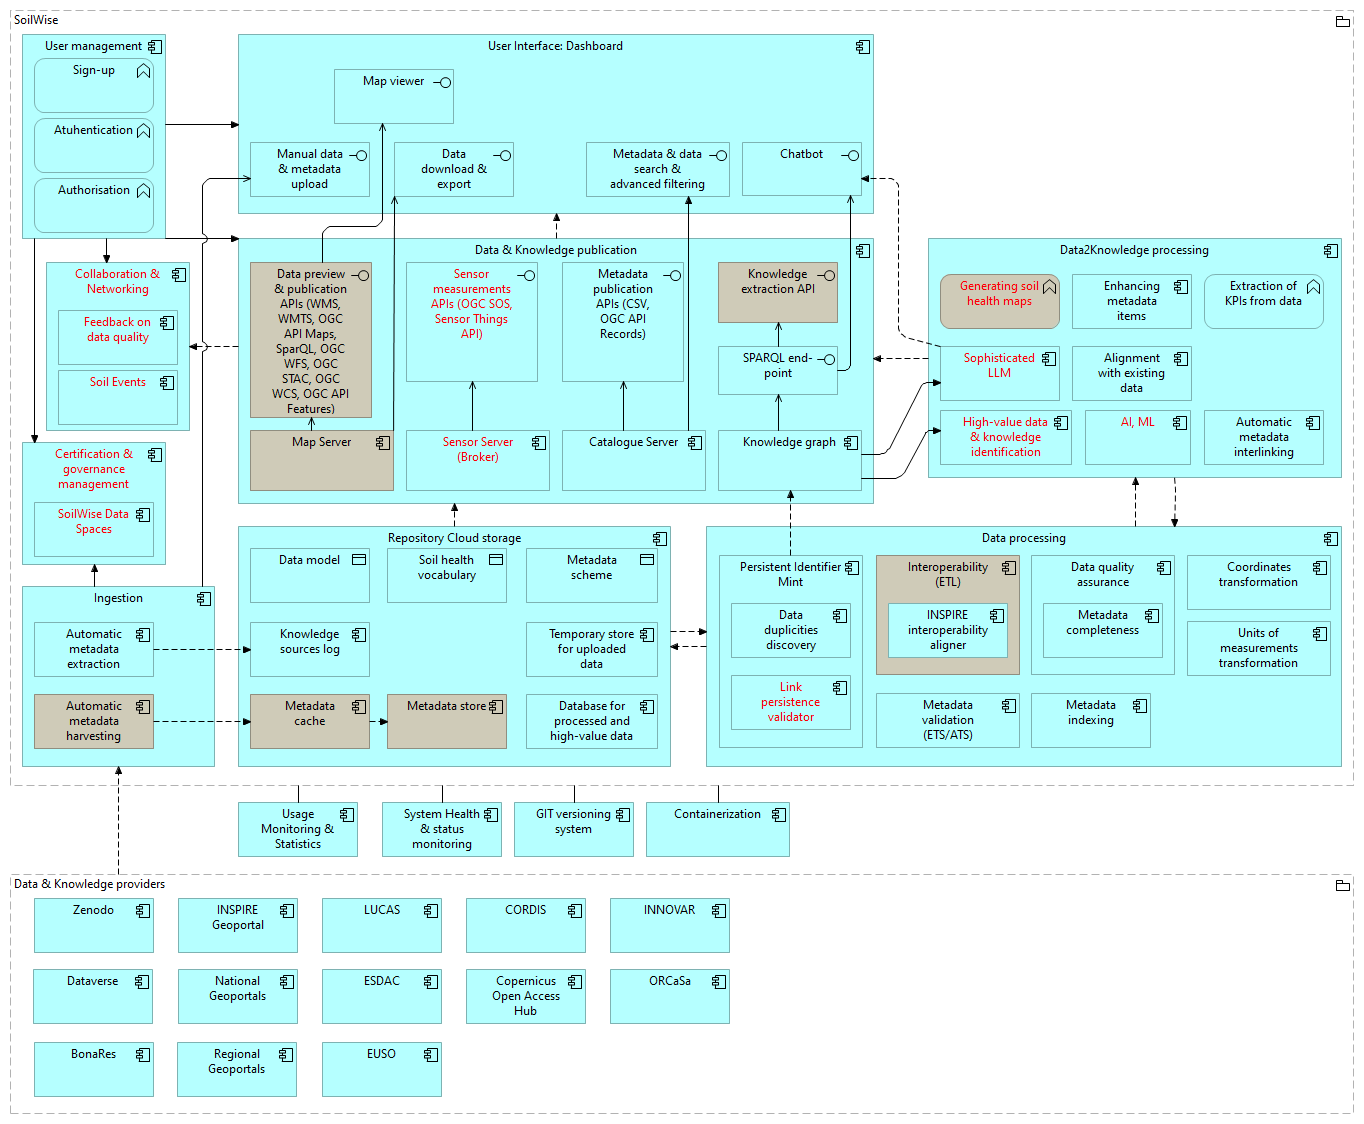 SoilWise
User management
Sign-up
Atuhentication
Authorisation
User Interface: Dashboard
Map viewer
Manual data
& metadata
upload
Data
download &
export
Metadata & data
search &
advanced filtering
Chatbot
Collaboration &
Networking
Feedback on
data quality
Soil Events
Certification &
governance
management
SoilWise Data
Spaces
Data & Knowledge publication
Data preview
& publication
APIs (WMS,
WMTS, OGC
API Maps,
SparQL, OGC
WFS, OGC
STAC, OGC
WCS, OGC API
Features)
Sensor
measurements
APIs (OGC SOS,
Sensor Things
API)
Metadata
publication
APIs (CSV,
OGC API
Records)
Knowledge
extraction API
SPARQL end-
point
Map Server
Sensor Server
(Broker)
Catalogue Server
Knowledge graph
Data2Knowledge processing
Generating soil
health maps
Enhancing
metadata
items
Extraction of
KPIs from data
Sophisticated
LLM
Alignment
with existing
data
High-value data
& knowledge
identification
AI, ML
Automatic
metadata
interlinking
Ingestion
Automatic
metadata
extraction
Automatic
metadata
harvesting
Repository Cloud storage
Data model
Soil health
vocabulary
Metadata
scheme
Knowledge
sources log
Temporary store
for uploaded
data
Metadata
cache
Metadata store
Database for
processed and
high-value data
Data processing
Persistent Identifier
Mint
Data
duplicities
discovery
Link
persistence
validator
Interoperability
(ETL)
INSPIRE
interoperability
aligner
Data quality
assurance
Metadata
completeness
Coordinates
transformation
Units of
measurements
transformation
Metadata
validation
(ETS/ATS)
Metadata
indexing
Usage
Monitoring &
Statistics
System Health
& status
monitoring
GIT versioning
system
Containerization
Data & Knowledge providers
Zenodo
INSPIRE
Geoportal
LUCAS
CORDIS
INNOVAR
Dataverse
National
Geoportals
ESDAC
Copernicus
Open Access
Hub
ORCaSa
BonaRes
Regional
Geoportals
EUSO